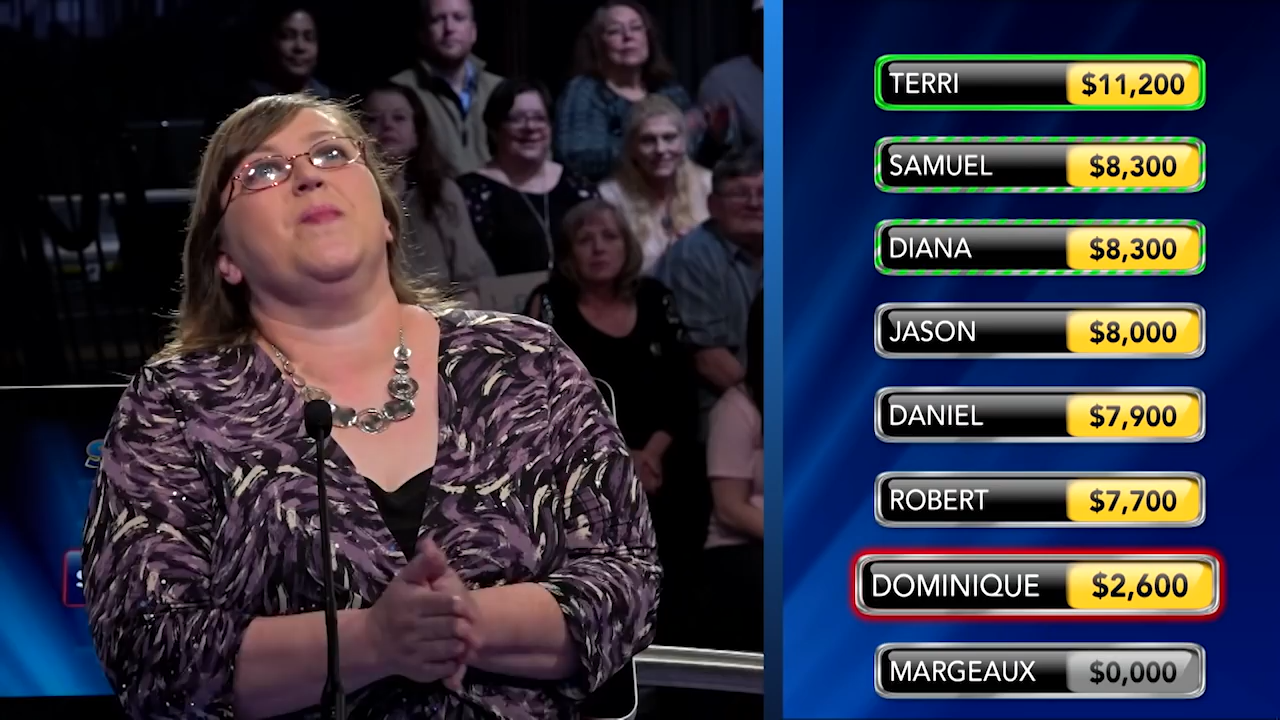 TERRI $11,200
SAMUEL $8,300
DIANA $8,300
JASON $8,000
DANIEL $7,900
ROBERT $7,700
DOMINIQUE $2,600
MARGEAUX $0,000